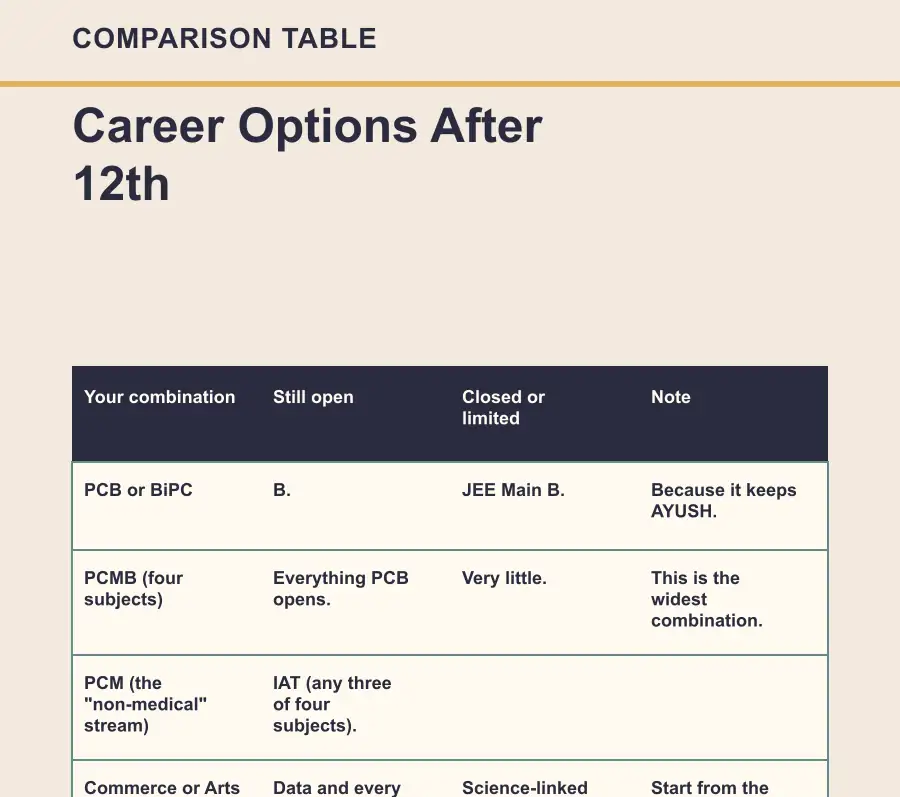 COMPARISON TABLE
Career Options After
12th
Your combination
Still open
Closed or
limited
Note
PCB or BiPC
B.
JEE Main B.
Because it keeps
AYUSH.
PCMB (four
subjects)
Everything PCB
opens.
Very little.
This is the
widest
combination.
PCM (the
"non-medical"
stream)
IAT (any three
of four
subjects).
Commerce or Arts
Data and every
Science-linked
Start from the